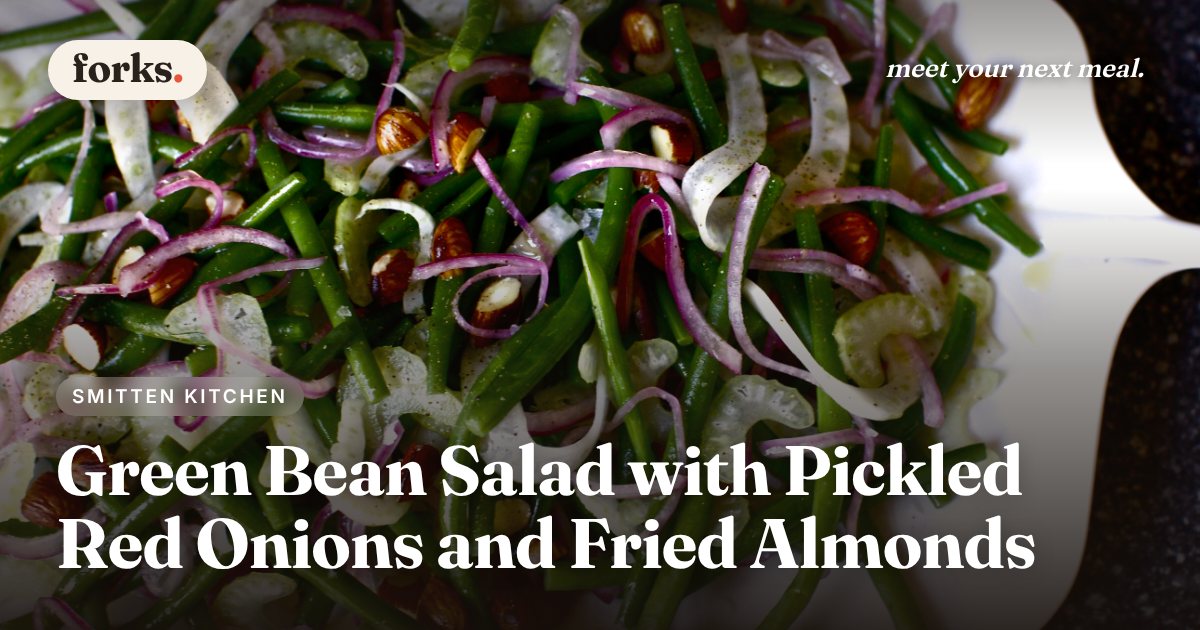 forks.
meet your next meal.
SMITTEN KITCHEN
Green Bean Salad with Pickled
Red Onions and Fried Almonds